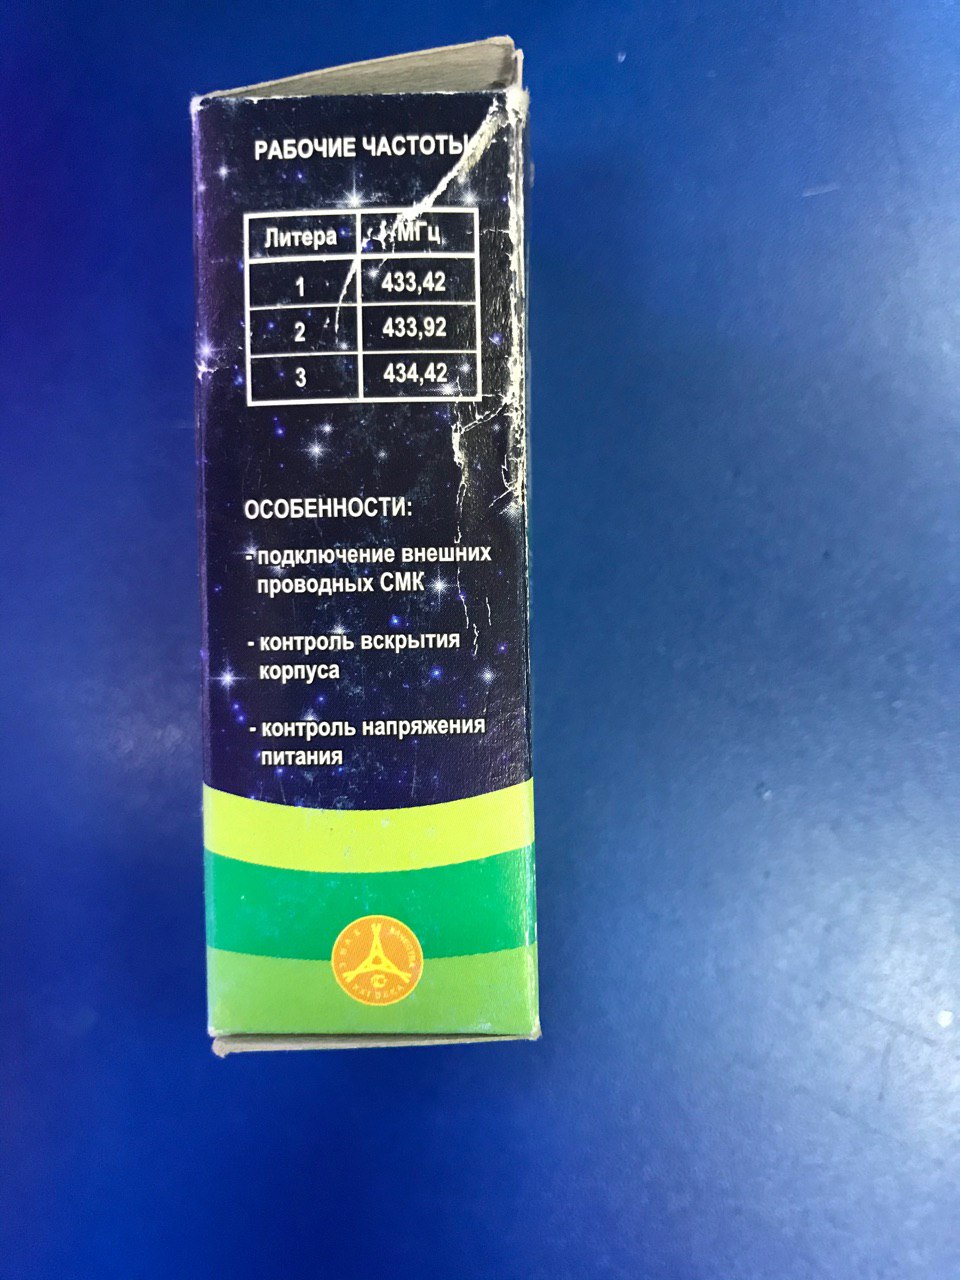 РАБОЧИЕ ЧАСТОТЫ
Литера МГц
1 433,42
2 433,92
3 434,42
ОСОБЕННОСТИ:
- подключение внешних
проводных СМК
- контроль вскрытия
корпуса
- контроль напряжения
питания